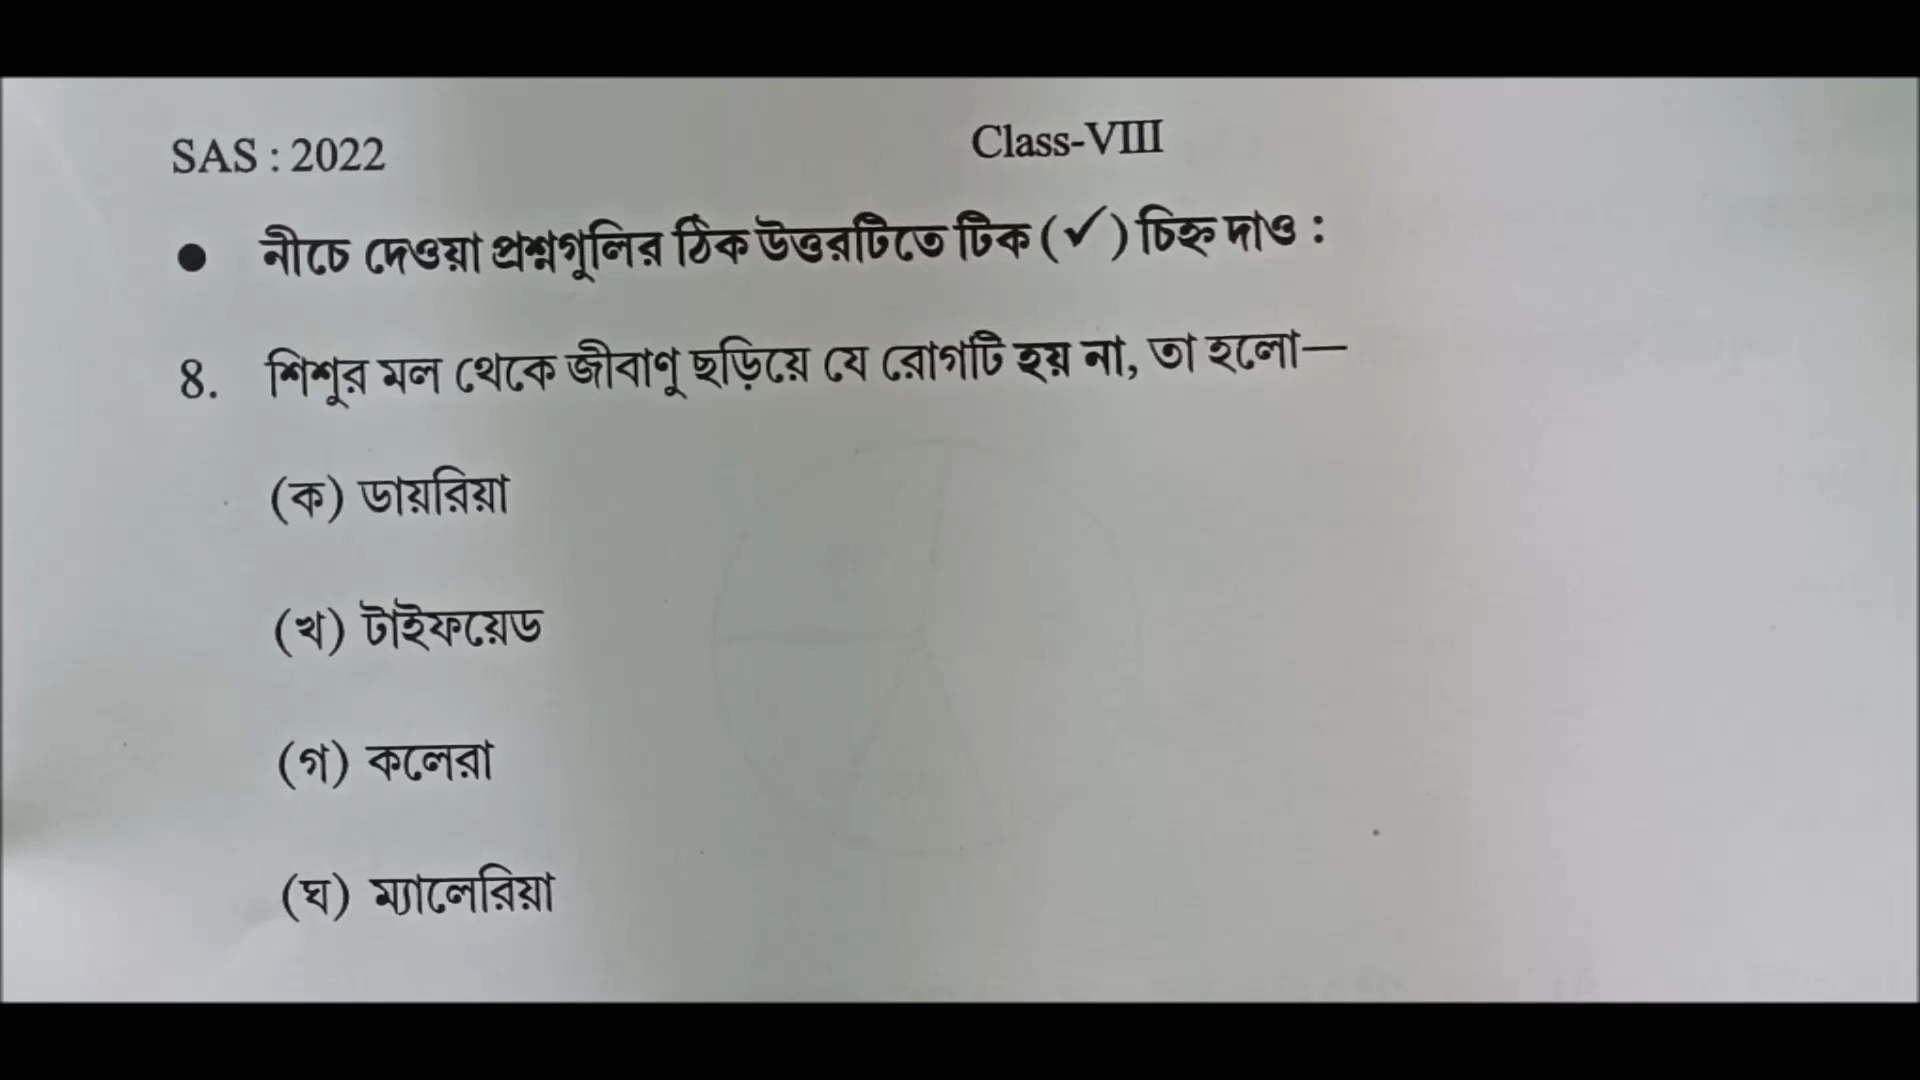 SAS : 2022 Class-VIII
● নীচে দেওয়া প্রশ্নগুলির ঠিক উত্তরটিতে টিক (✓) চিহ্ন দাও :
8. শিশুর মল থেকে জীবাণু ছড়িয়ে যে রোগটি হয় না, তা হলো—
(ক) ডায়রিয়া
(খ) টাইফয়েড
(গ) কলেরা
(ঘ) ম্যালেরিয়া